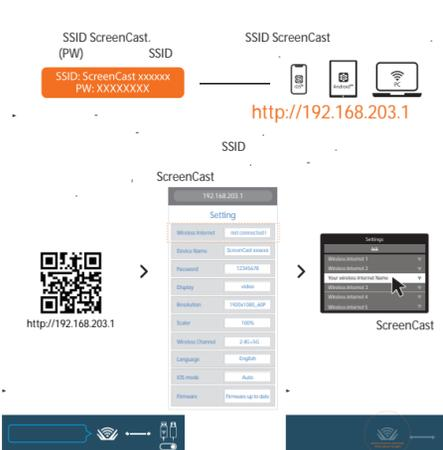 SSID ScreenCast.
(PW) SSID
SSID ScreenCast
.
SSID: ScreenCast xxxxxx
PW: XXXXXXXX
iOS™
Android™
PC
http://192.168.203.1
SSID
ScreenCast
http://192.168.203.1
192.168.203.1
Setting
Wireless Internet not connected!!
Device Name ScreenCast xxxxxx
Password 12345678
Display video
Resolution 1920x1080_60P
Scaler 100%
Wireless Channel 2.4G+5G
Language English
iOS mode Auto
Firmware Firmware up to date
Settings
Wireless Internet 1
Wireless Internet 2
Your wireless Internet Name
Wireless Internet 3
Wireless Internet 4
Wireless Internet 5
ScreenCast